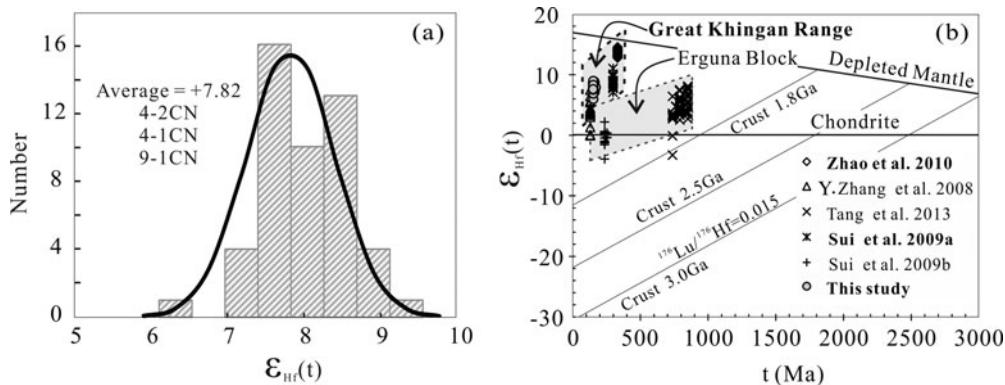 (a)
Number
16
12
8
4
0
Average = +7.82
4-2CN
4-1CN
9-1CN
5 6 7 8 9 10
εHf(t)
(b)
εHf(t)
20
10
0
-10
-20
-30
Great Khingan Range
Erguna Block
Depleted Mantle
Crust 1.8Ga
Chondrite
Crust 2.5Ga
¹⁷⁶Lu/¹⁷⁶Hf=0.015
Crust 3.0Ga
Zhao et al. 2010
Y.Zhang et al. 2008
Tang et al. 2013
Sui et al. 2009a
Sui et al. 2009b
This study
0 500 1000 1500 2000 2500 3000
t (Ma)